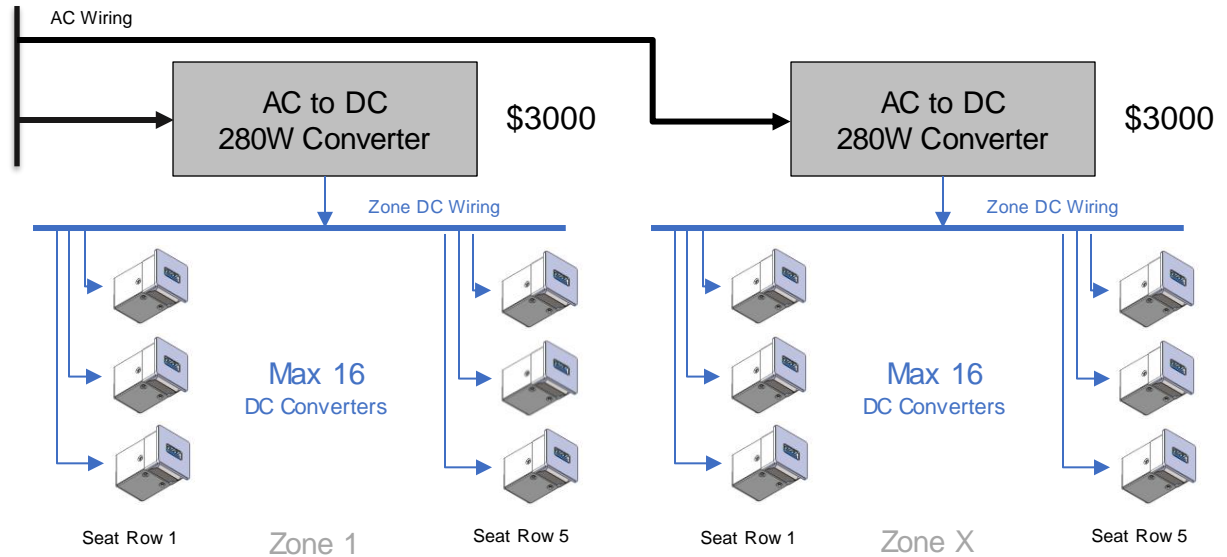 AC Wiring
AC to DC
280W Converter
$3000
AC to DC
280W Converter
$3000
Zone DC Wiring
Zone DC Wiring
Max 16
DC Converters
Max 16
DC Converters
Seat Row 1
Zone 1
Seat Row 5
Seat Row 1
Zone X
Seat Row 5